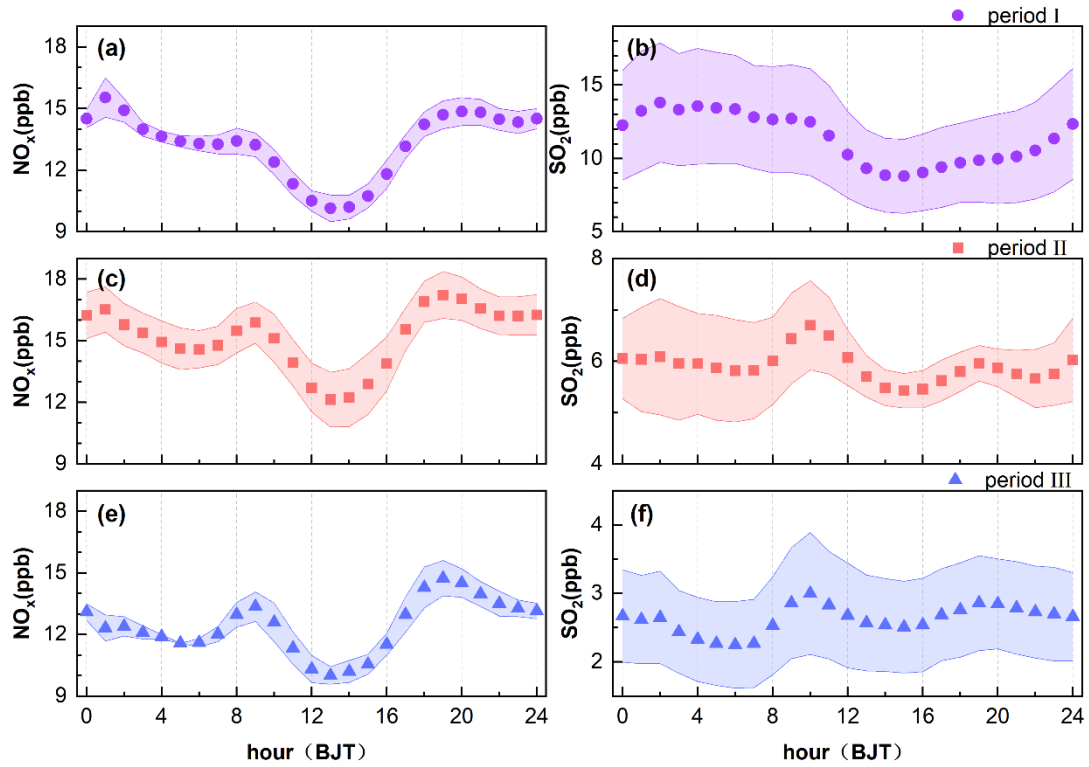 period I
(a)
NOx(ppb)
18
15
12
9
(b)
SO2(ppb)
15
10
5
period II
(c)
NOx(ppb)
18
15
12
9
(d)
SO2(ppb)
8
6
4
period III
(e)
NOx(ppb)
18
15
12
9
(f)
SO2(ppb)
4
3
2
0 4 8 12 16 20 24
0 4 8 12 16 20 24
hour（BJT）
hour（BJT）